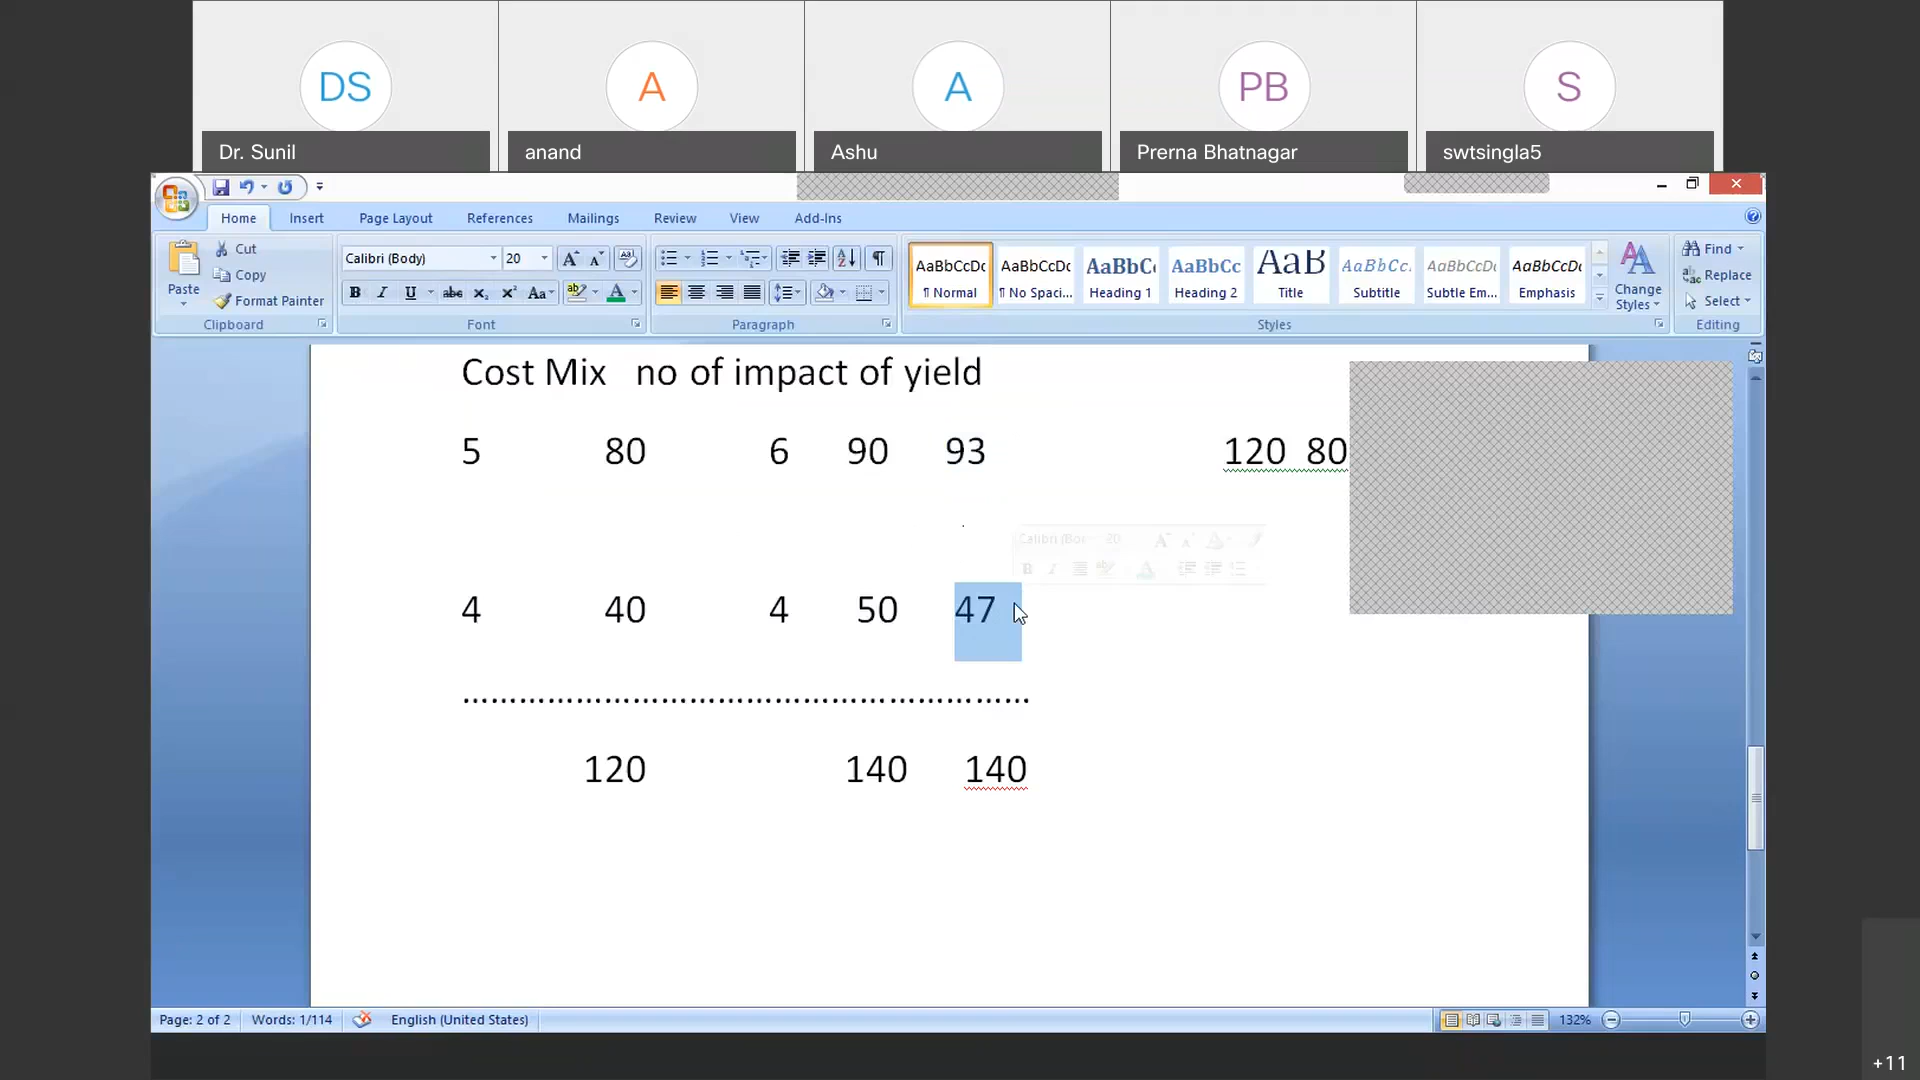 DS A A PB S
Dr. Sunil anand Ashu Prerna Bhatnagar swtsingla5
Home Insert Page Layout References Mailings Review View Add-Ins
Paste
Cut
Copy
Format Painter
Clipboard
Calibri (Body) 20
Font
Paragraph
AaBbCcDc AaBbCcDc AaBbC AaBbCc AaB AaBbCc. AaBbCcDc AaBbCcDc
¶ Normal ¶ No Spaci... Heading 1 Heading 2 Title Subtitle Subtle Em... Emphasis
Change Styles
Styles
Find
Replace
Select
Editing
Cost Mix no of impact of yield
5 80 6 90 93 120 80
4 40 4 50 47
................................................................
120 140 140
Page: 2 of 2 Words: 1/114 English (United States) 132%
+11